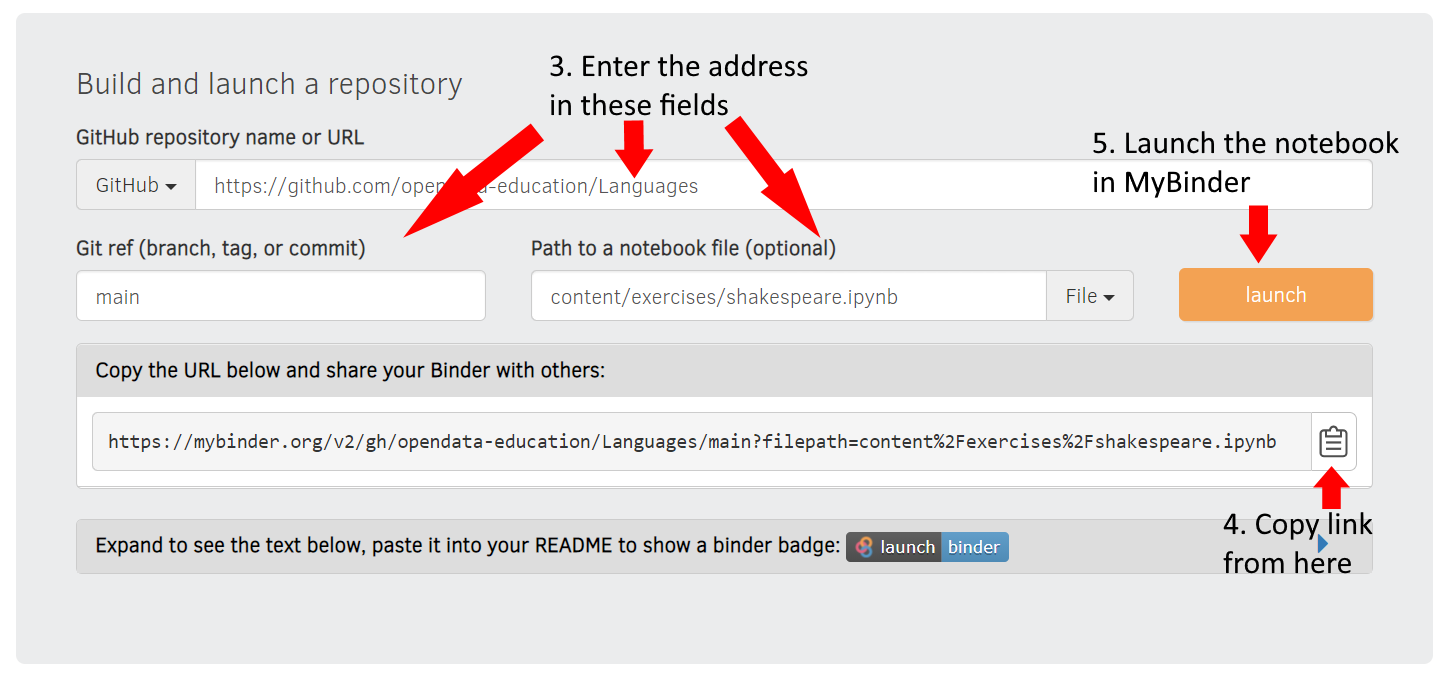 3. Enter the address
in these fields
Build and launch a repository
GitHub repository name or URL
5. Launch the notebook
in MyBinder
GitHub
https://github.com/opendata-education/Languages
Git ref (branch, tag, or commit)
Path to a notebook file (optional)
main
content/exercises/shakespeare.ipynb
File
launch
Copy the URL below and share your Binder with others:
https://mybinder.org/v2/gh/opendata-education/Languages/main?filepath=content%2Fexercises%2Fshakespeare.ipynb
4. Copy link
from here
Expand to see the text below, paste it into your README to show a binder badge:
launch binder